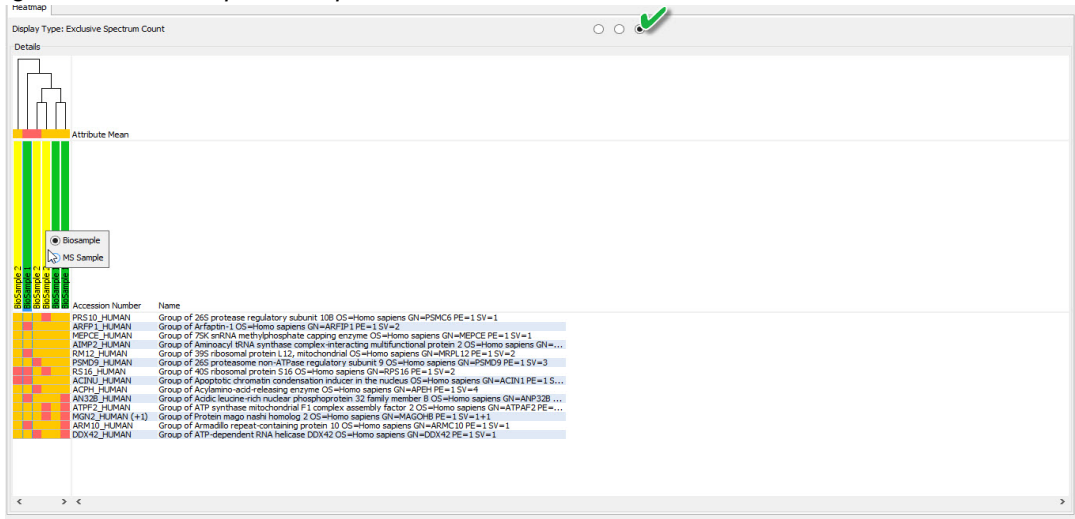 Heatmap
Display Type: Exclusive Spectrum Count
Details
Attribute Mean
Biosample
MS Sample
BioSample 2
BioSample 1
BioSample 2
BioSample 2
BioSample 1
BioSample 1
Accession Number Name
PRS10_HUMAN Group of 26S protease regulatory subunit 10B OS=Homo sapiens GN=PSMC6 PE=1 SV=1
ARFP1_HUMAN Group of Arfaptin-1 OS=Homo sapiens GN=ARFIP1 PE=1 SV=2
MEPCE_HUMAN Group of 7SK snRNA methylphosphate capping enzyme OS=Homo sapiens GN=MEPCE PE=1 SV=1
AIMP2_HUMAN Group of Aminoacyl tRNA synthase complex-interacting multifunctional protein 2 OS=Homo sapiens GN=...
RM12_HUMAN Group of 39S ribosomal protein L12, mitochondrial OS=Homo sapiens GN=MRPL12 PE=1 SV=2
PSMD9_HUMAN Group of 26S proteasome non-ATPase regulatory subunit 9 OS=Homo sapiens GN=PSMD9 PE=1 SV=3
RS16_HUMAN Group of 40S ribosomal protein S16 OS=Homo sapiens GN=RPS16 PE=1 SV=2
ACINU_HUMAN Group of Apoptotic chromatin condensation inducer in the nucleus OS=Homo sapiens GN=ACIN1 PE=1 S...
ACPH_HUMAN Group of Acylamino-acid-releasing enzyme OS=Homo sapiens GN=APEH PE=1 SV=4
AN32B_HUMAN Group of Acidic leucine-rich nuclear phosphoprotein 32 family member B OS=Homo sapiens GN=ANP32B ...
ATPF2_HUMAN Group of ATP synthase mitochondrial F1 complex assembly factor 2 OS=Homo sapiens GN=ATPAF2 PE=...
MGN2_HUMAN (+1) Group of Protein mago nashi homolog 2 OS=Homo sapiens GN=MAGOHB PE=1 SV=1+1
ARM10_HUMAN Group of Armadillo repeat-containing protein 10 OS=Homo sapiens GN=ARMC10 PE=1 SV=1
DDX42_HUMAN Group of ATP-dependent RNA helicase DDX42 OS=Homo sapiens GN=DDX42 PE=1 SV=1